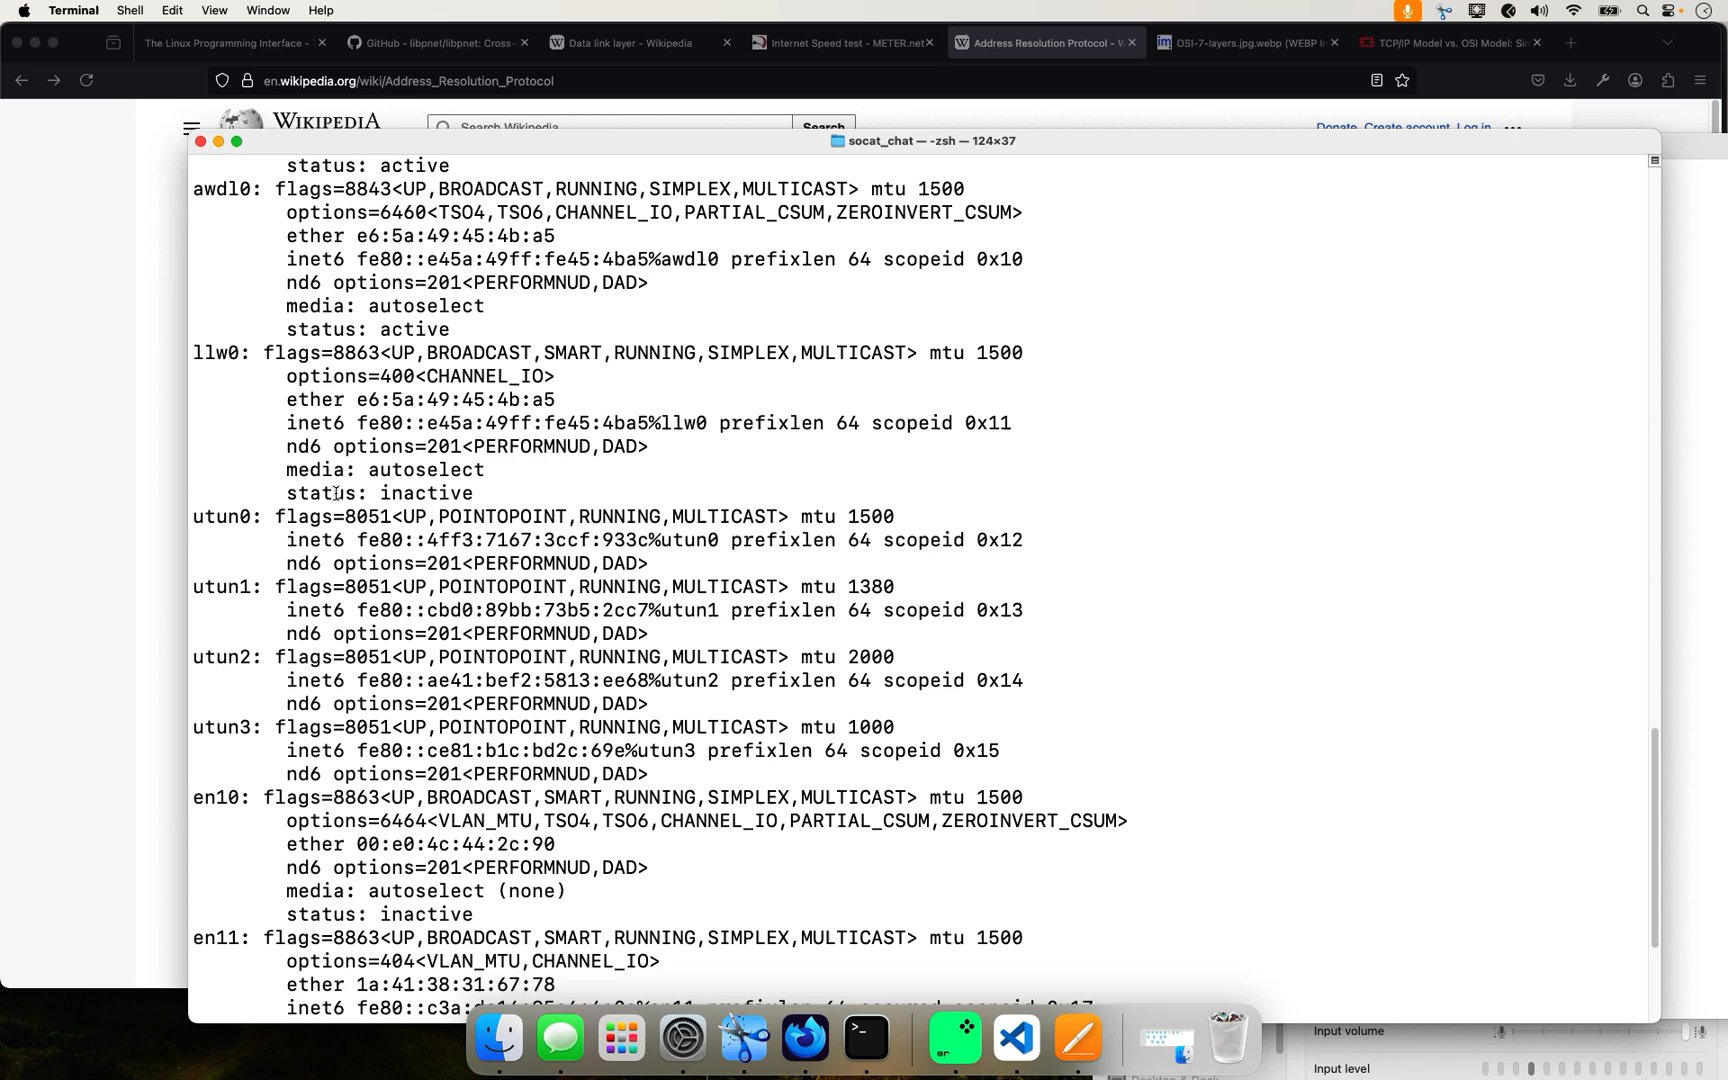 Terminal Shell Edit View Window Help
The Linux Programming Interface - T
GitHub - libpnet/libpnet: Cross-
Data link layer - Wikipedia
Internet Speed test - METER.net
Address Resolution Protocol - W
OSI-7-layers.jpg.webp (WEBP I
TCP/IP Model vs. OSI Model: Si
en.wikipedia.org/wiki/Address_Resolution_Protocol
WIKIPEDIA
Search Wikipedia
Search
Donate Create account Log in
socat_chat — -zsh — 124×37
status: active
awdl0: flags=8843<UP,BROADCAST,RUNNING,SIMPLEX,MULTICAST> mtu 1500
options=6460<TSO4,TSO6,CHANNEL_IO,PARTIAL_CSUM,ZEROINVERT_CSUM>
ether e6:5a:49:45:4b:a5
inet6 fe80::e45a:49ff:fe45:4ba5%awdl0 prefixlen 64 scopeid 0x10
nd6 options=201<PERFORMNUD,DAD>
media: autoselect
status: active
llw0: flags=8863<UP,BROADCAST,SMART,RUNNING,SIMPLEX,MULTICAST> mtu 1500
options=400<CHANNEL_IO>
ether e6:5a:49:45:4b:a5
inet6 fe80::e45a:49ff:fe45:4ba5%llw0 prefixlen 64 scopeid 0x11
nd6 options=201<PERFORMNUD,DAD>
media: autoselect
status: inactive
utun0: flags=8051<UP,POINTOPOINT,RUNNING,MULTICAST> mtu 1500
inet6 fe80::4ff3:7167:3ccf:933c%utun0 prefixlen 64 scopeid 0x12
nd6 options=201<PERFORMNUD,DAD>
utun1: flags=8051<UP,POINTOPOINT,RUNNING,MULTICAST> mtu 1380
inet6 fe80::cbd0:89bb:73b5:2cc7%utun1 prefixlen 64 scopeid 0x13
nd6 options=201<PERFORMNUD,DAD>
utun2: flags=8051<UP,POINTOPOINT,RUNNING,MULTICAST> mtu 2000
inet6 fe80::ae41:bef2:5813:ee68%utun2 prefixlen 64 scopeid 0x14
nd6 options=201<PERFORMNUD,DAD>
utun3: flags=8051<UP,POINTOPOINT,RUNNING,MULTICAST> mtu 1000
inet6 fe80::ce81:b1c:bd2c:69e%utun3 prefixlen 64 scopeid 0x15
nd6 options=201<PERFORMNUD,DAD>
en10: flags=8863<UP,BROADCAST,SMART,RUNNING,SIMPLEX,MULTICAST> mtu 1500
options=6464<VLAN_MTU,TSO4,TSO6,CHANNEL_IO,PARTIAL_CSUM,ZEROINVERT_CSUM>
ether 00:e0:4c:44:2c:90
nd6 options=201<PERFORMNUD,DAD>
media: autoselect (none)
status: inactive
en11: flags=8863<UP,BROADCAST,SMART,RUNNING,SIMPLEX,MULTICAST> mtu 1500
options=404<VLAN_MTU,CHANNEL_IO>
ether 1a:41:38:31:67:78
inet6 prefixlen 64 secured scopeid 0x17
sr
Input volume
Input level